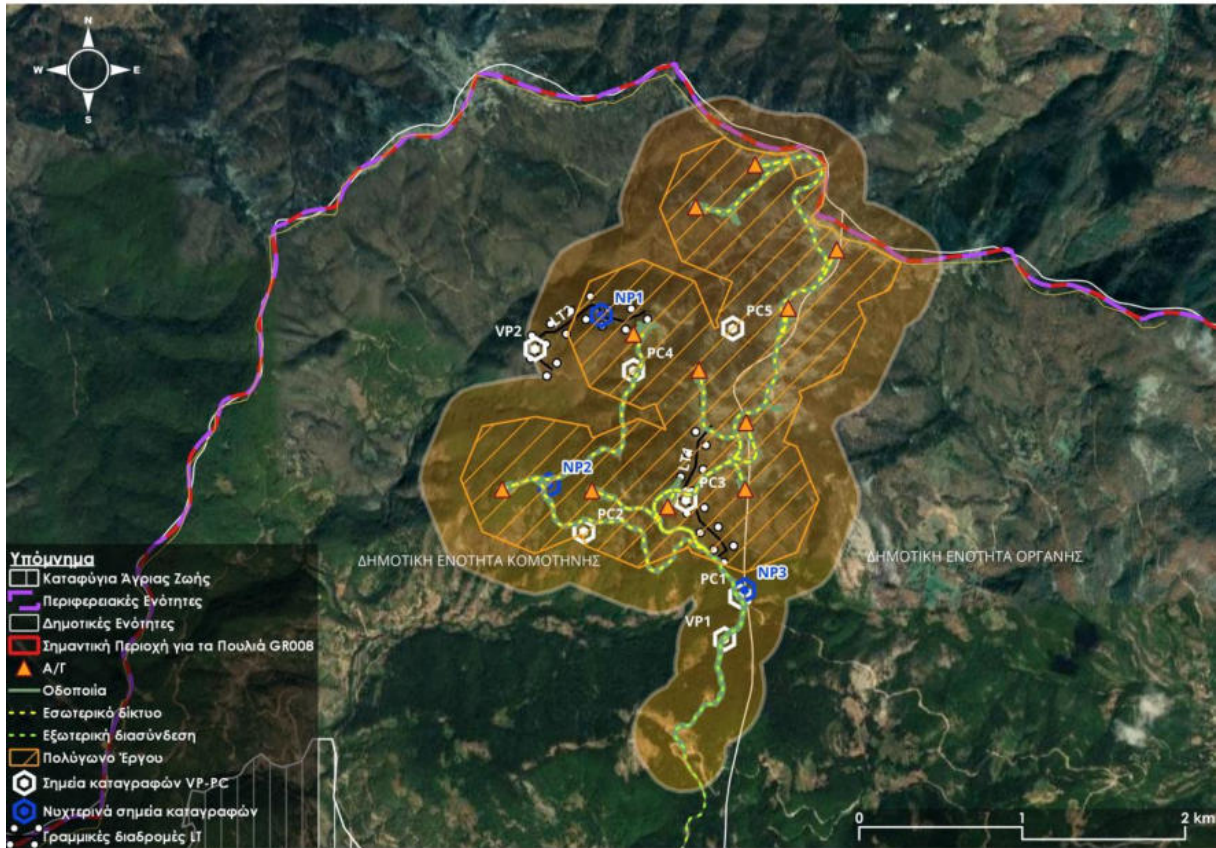 N
W E
S
NP1
LT2
VP2
PC5
PC4
LT1
NP2
PC3
PC2
ΔΗΜΟΤΙΚΗ ΕΝΟΤΗΤΑ ΚΟΜΟΤΗΝΗΣ
ΔΗΜΟΤΙΚΗ ΕΝΟΤΗΤΑ ΟΡΓΑΝΗΣ
NP3
PC1
VP1
Υπόμνημα
Καταφύγια Άγριας Ζωής
Περιφερειακές Ενότητες
Δημοτικές Ενότητες
Σημαντική Περιοχή για τα Πουλιά GR008
Α/Γ
Οδοποιία
Εσωτερικό δίκτυο
Εξωτερική διασύνδεση
Πολύγωνο Έργου
Σημεία καταγραφών VP-PC
Νυχτερινά σημεία καταγραφών
Γραμμικές διαδρομές LT
0 1 2 km